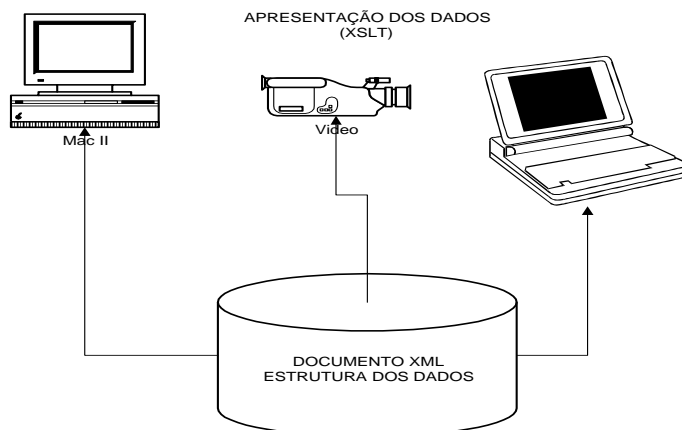 APRESENTAÇÃO DOS DADOS
(XSLT)
Mac II
Video
DOCUMENTO XML
ESTRUTURA DOS DADOS